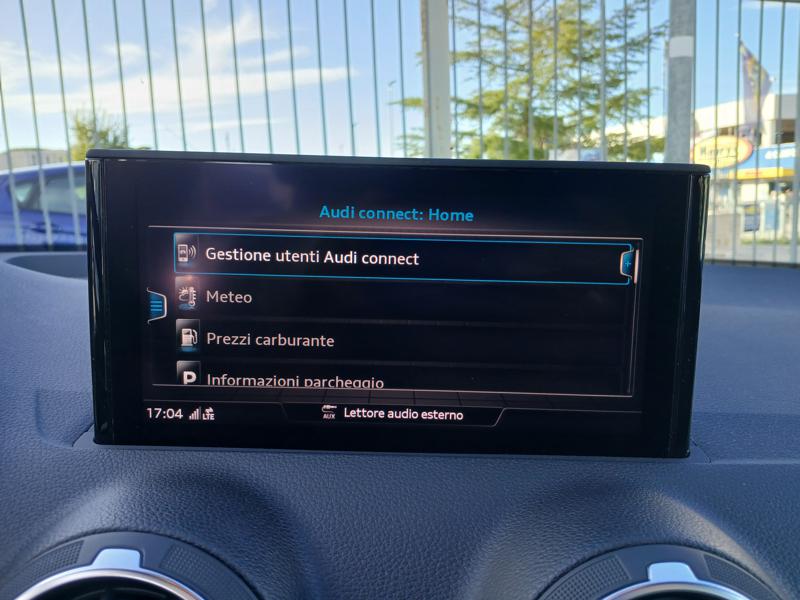 Audi connect: Home
Gestione utenti Audi connect
Meteo
Prezzi carburante
P Informazioni parcheggio
17:04 LTE AUX Lettore audio esterno